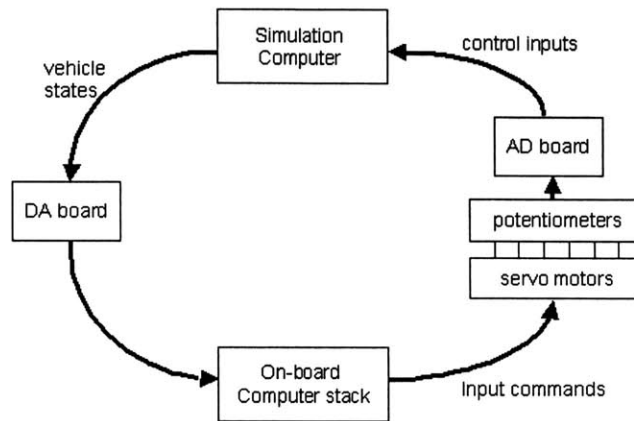 Simulation
Computer
control inputs
vehicle
states
AD board
DA board
potentiometers
servo motors
On-board
Computer stack
Input commands